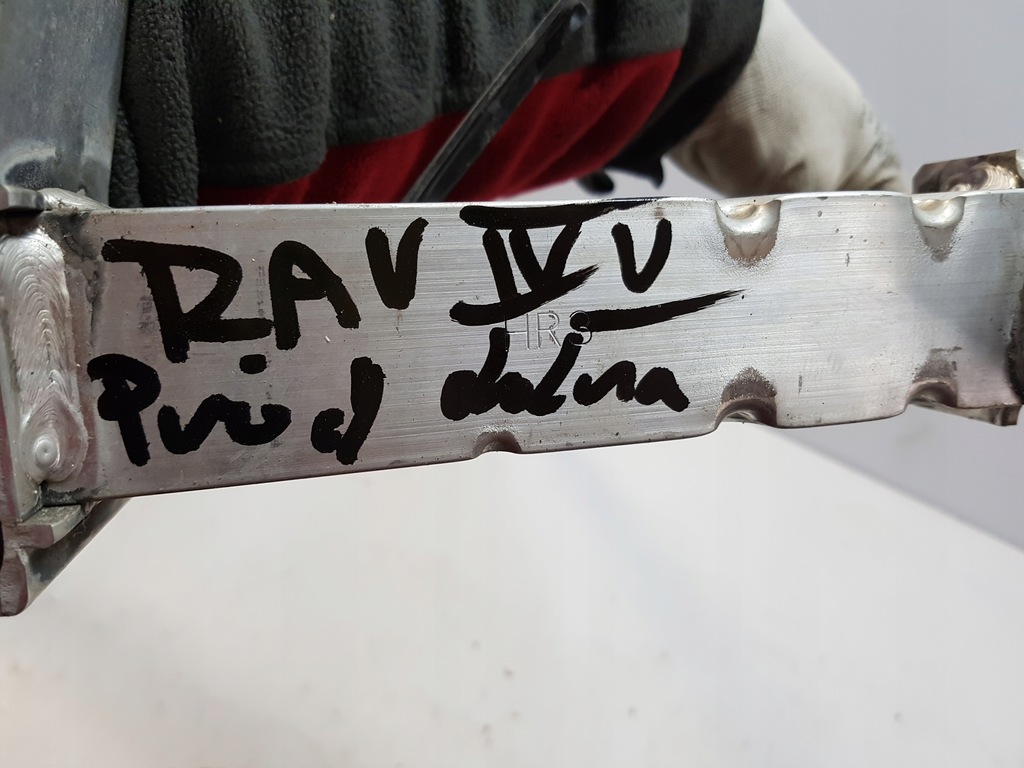 RAV IV V
HRS
Przód dolna